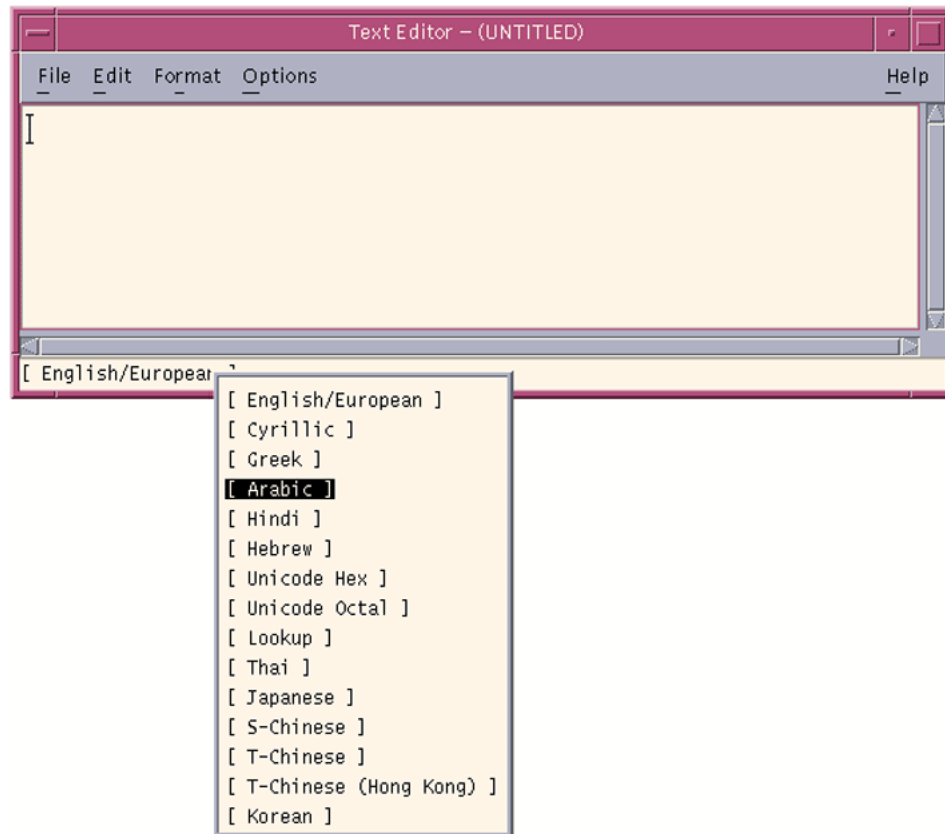 Text Editor – (UNTITLED)
File Edit Format Options Help
[ English/European ]
[ English/European ]
[ Cyrillic ]
[ Greek ]
[ Arabic ]
[ Hindi ]
[ Hebrew ]
[ Unicode Hex ]
[ Unicode Octal ]
[ Lookup ]
[ Thai ]
[ Japanese ]
[ S-Chinese ]
[ T-Chinese ]
[ T-Chinese (Hong Kong) ]
[ Korean ]